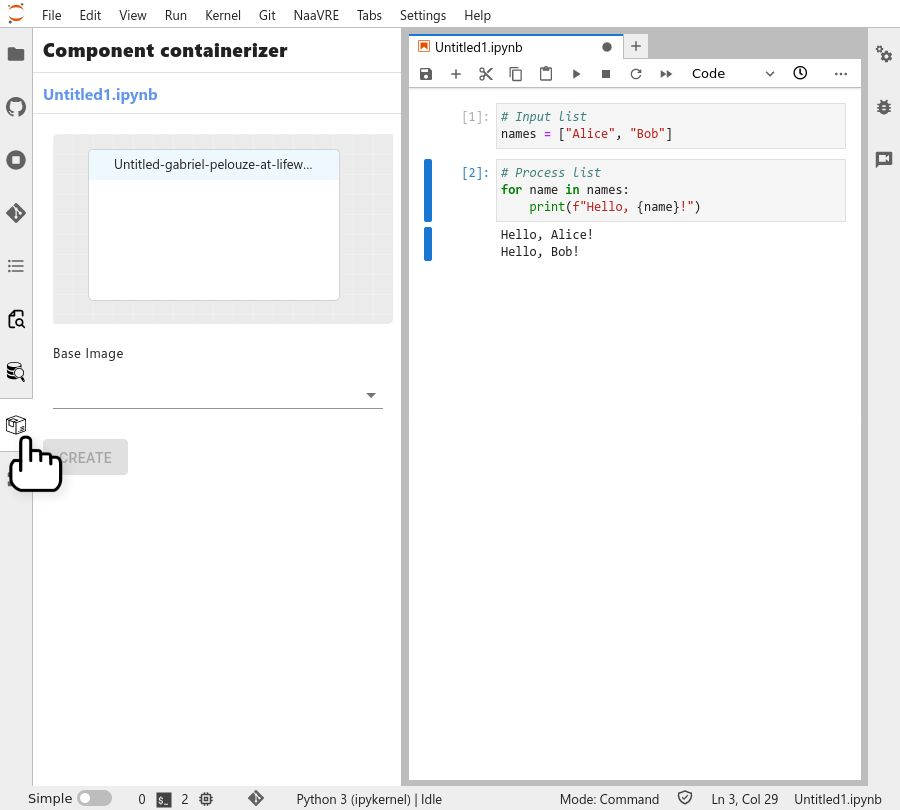 File Edit View Run Kernel Git NaaVRE Tabs Settings Help
Component containerizer
Untitled1.ipynb
Untitled-gabriel-pelouze-at-lifew...
Base Image
CREATE
Untitled1.ipynb
Code
[1]: # Input list
names = ["Alice", "Bob"]
[2]: # Process list
for name in names:
    print(f"Hello, {name}!")
Hello, Alice!
Hello, Bob!
Simple 0 $_ 2 Python 3 (ipykernel) | Idle Mode: Command Ln 3, Col 29 Untitled1.ipynb